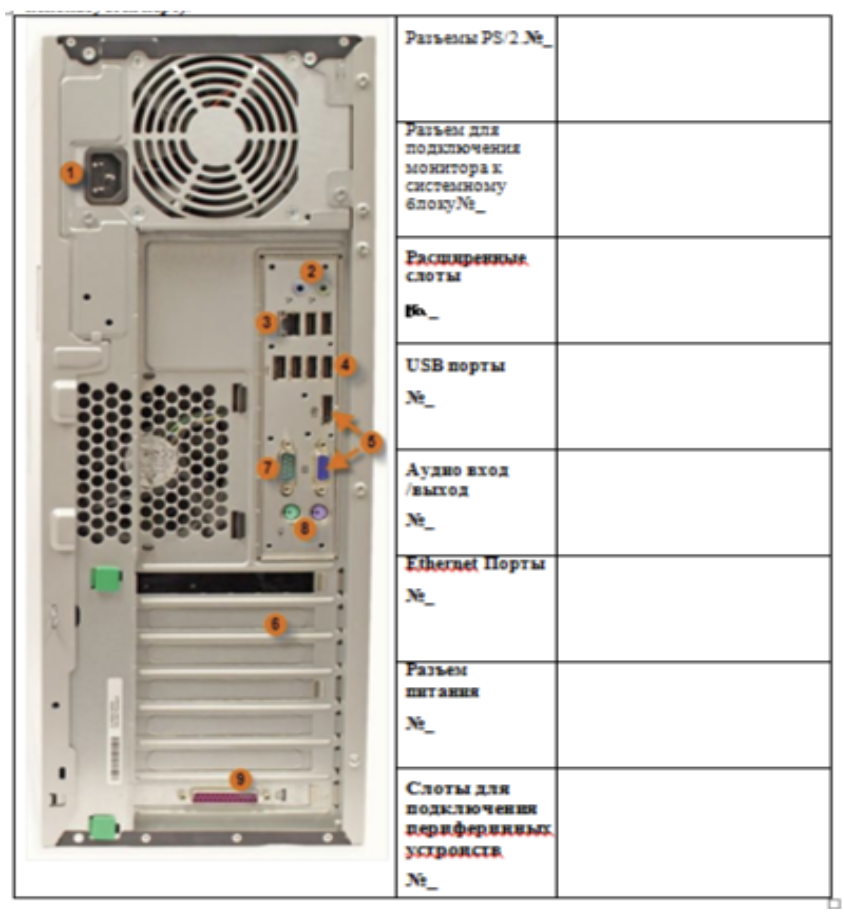 1
2
3
4
5
7
8
6
9
Разъемы PS/2 №_
Разъем для
подключения
монитора к
системному
блоку№_
Расширенные
слоты
№_
USB порты
№_
Аудио вход
/выход
№_
Ethernet Порты
№_
Разъем
питания
№_
Слоты для
подключения
периферийных
устройств
№_